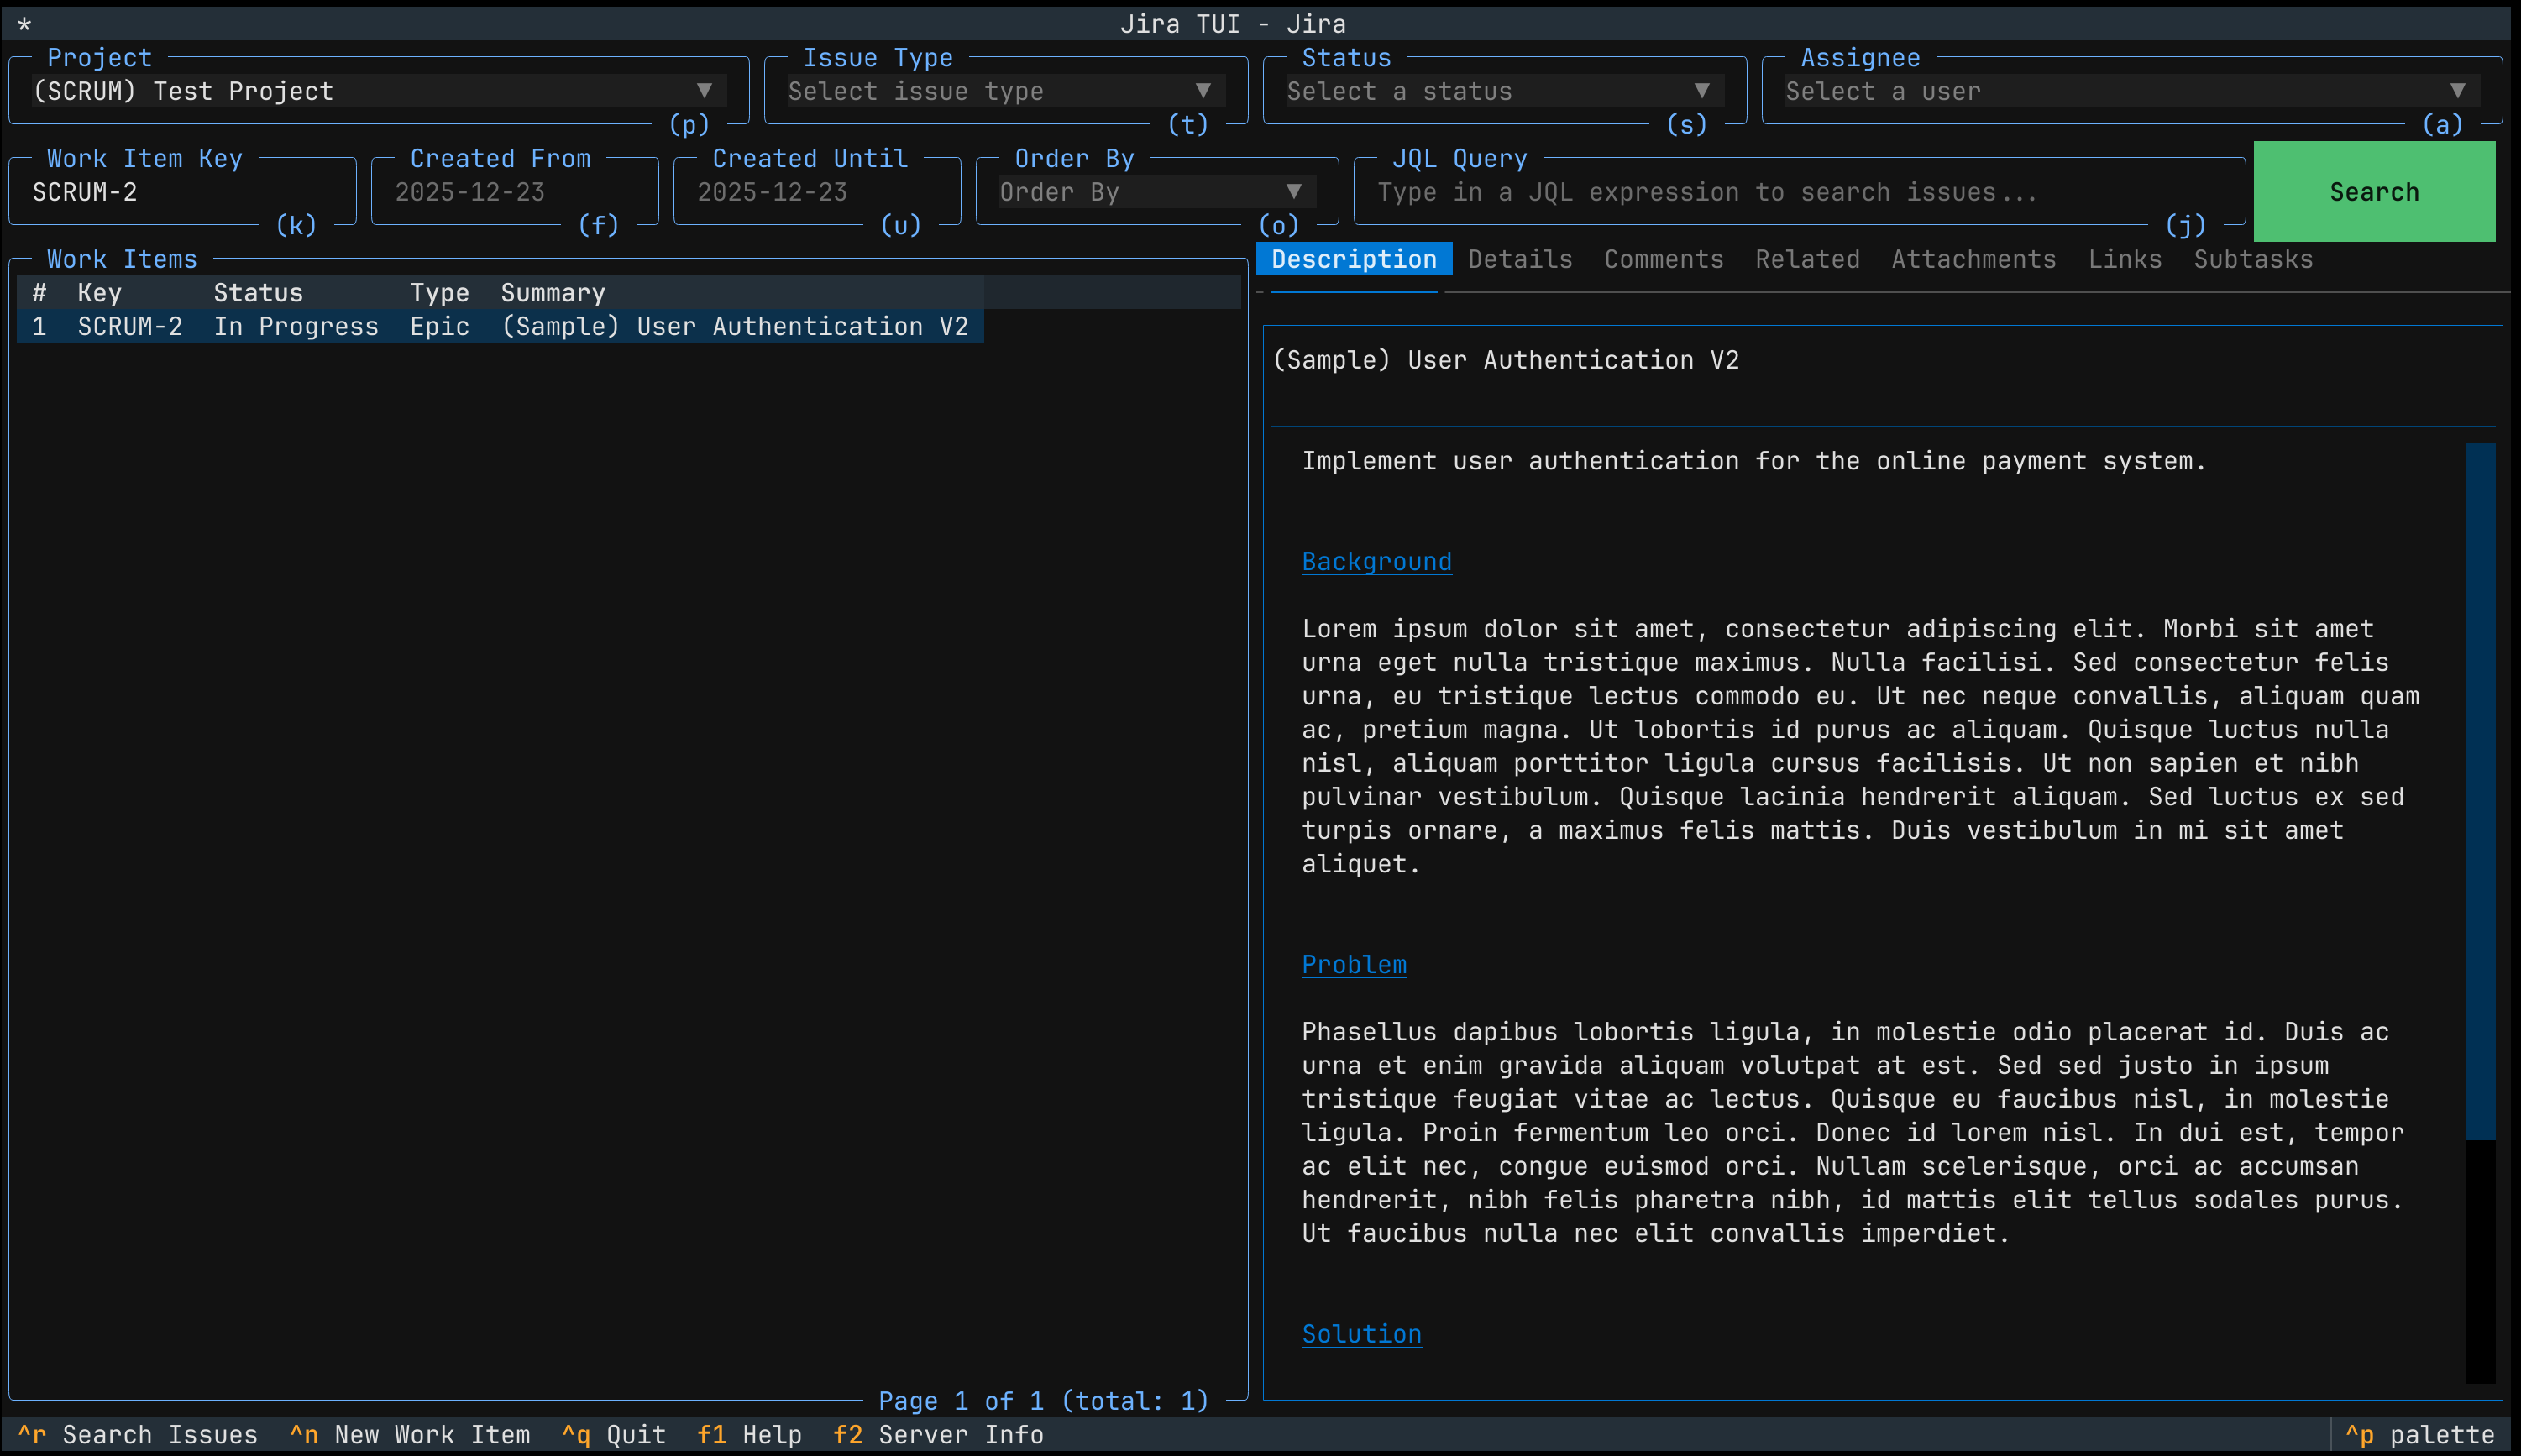 * Jira TUI - Jira
Project Issue Type Status Assignee
(SCRUM) Test Project ▼ Select issue type ▼ Select a status ▼ Select a user ▼
(p) (t) (s) (a)
Work Item Key Created From Created Until Order By JQL Query
SCRUM-2 2025-12-23 2025-12-23 Order By ▼ Type in a JQL expression to search issues... Search
(k) (f) (u) (o) (j)
Work Items
# Key Status Type Summary
1 SCRUM-2 In Progress Epic (Sample) User Authentication V2
Page 1 of 1 (total: 1)
Description Details Comments Related Attachments Links Subtasks
(Sample) User Authentication V2
Implement user authentication for the online payment system.
Background
Lorem ipsum dolor sit amet, consectetur adipiscing elit. Morbi sit amet
urna eget nulla tristique maximus. Nulla facilisi. Sed consectetur felis
urna, eu tristique lectus commodo eu. Ut nec neque convallis, aliquam quam
ac, pretium magna. Ut lobortis id purus ac aliquam. Quisque luctus nulla
nisl, aliquam porttitor ligula cursus facilisis. Ut non sapien et nibh
pulvinar vestibulum. Quisque lacinia hendrerit aliquam. Sed luctus ex sed
turpis ornare, a maximus felis mattis. Duis vestibulum in mi sit amet
aliquet.
Problem
Phasellus dapibus lobortis ligula, in molestie odio placerat id. Duis ac
urna et enim gravida aliquam volutpat at est. Sed sed justo in ipsum
tristique feugiat vitae ac lectus. Quisque eu faucibus nisl, in molestie
ligula. Proin fermentum leo orci. Donec id lorem nisl. In dui est, tempor
ac elit nec, congue euismod orci. Nullam scelerisque, orci ac accumsan
hendrerit, nibh felis pharetra nibh, id mattis elit tellus sodales purus.
Ut faucibus nulla nec elit convallis imperdiet.
Solution
^r Search Issues ^n New Work Item ^q Quit f1 Help f2 Server Info ^p palette